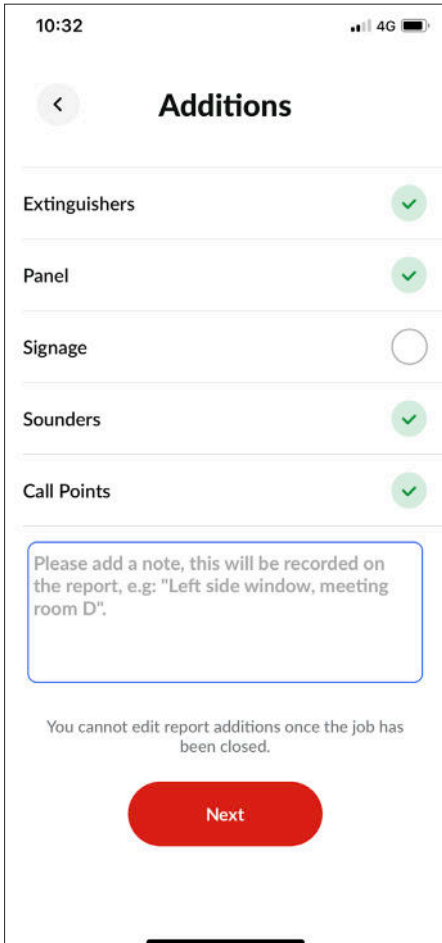 10:32
4G
Additions
Extinguishers
Panel
Signage
Sounders
Call Points
Please add a note, this will be recorded on
the report, e.g: "Left side window, meeting
room D".
You cannot edit report additions once the job has
been closed.
Next